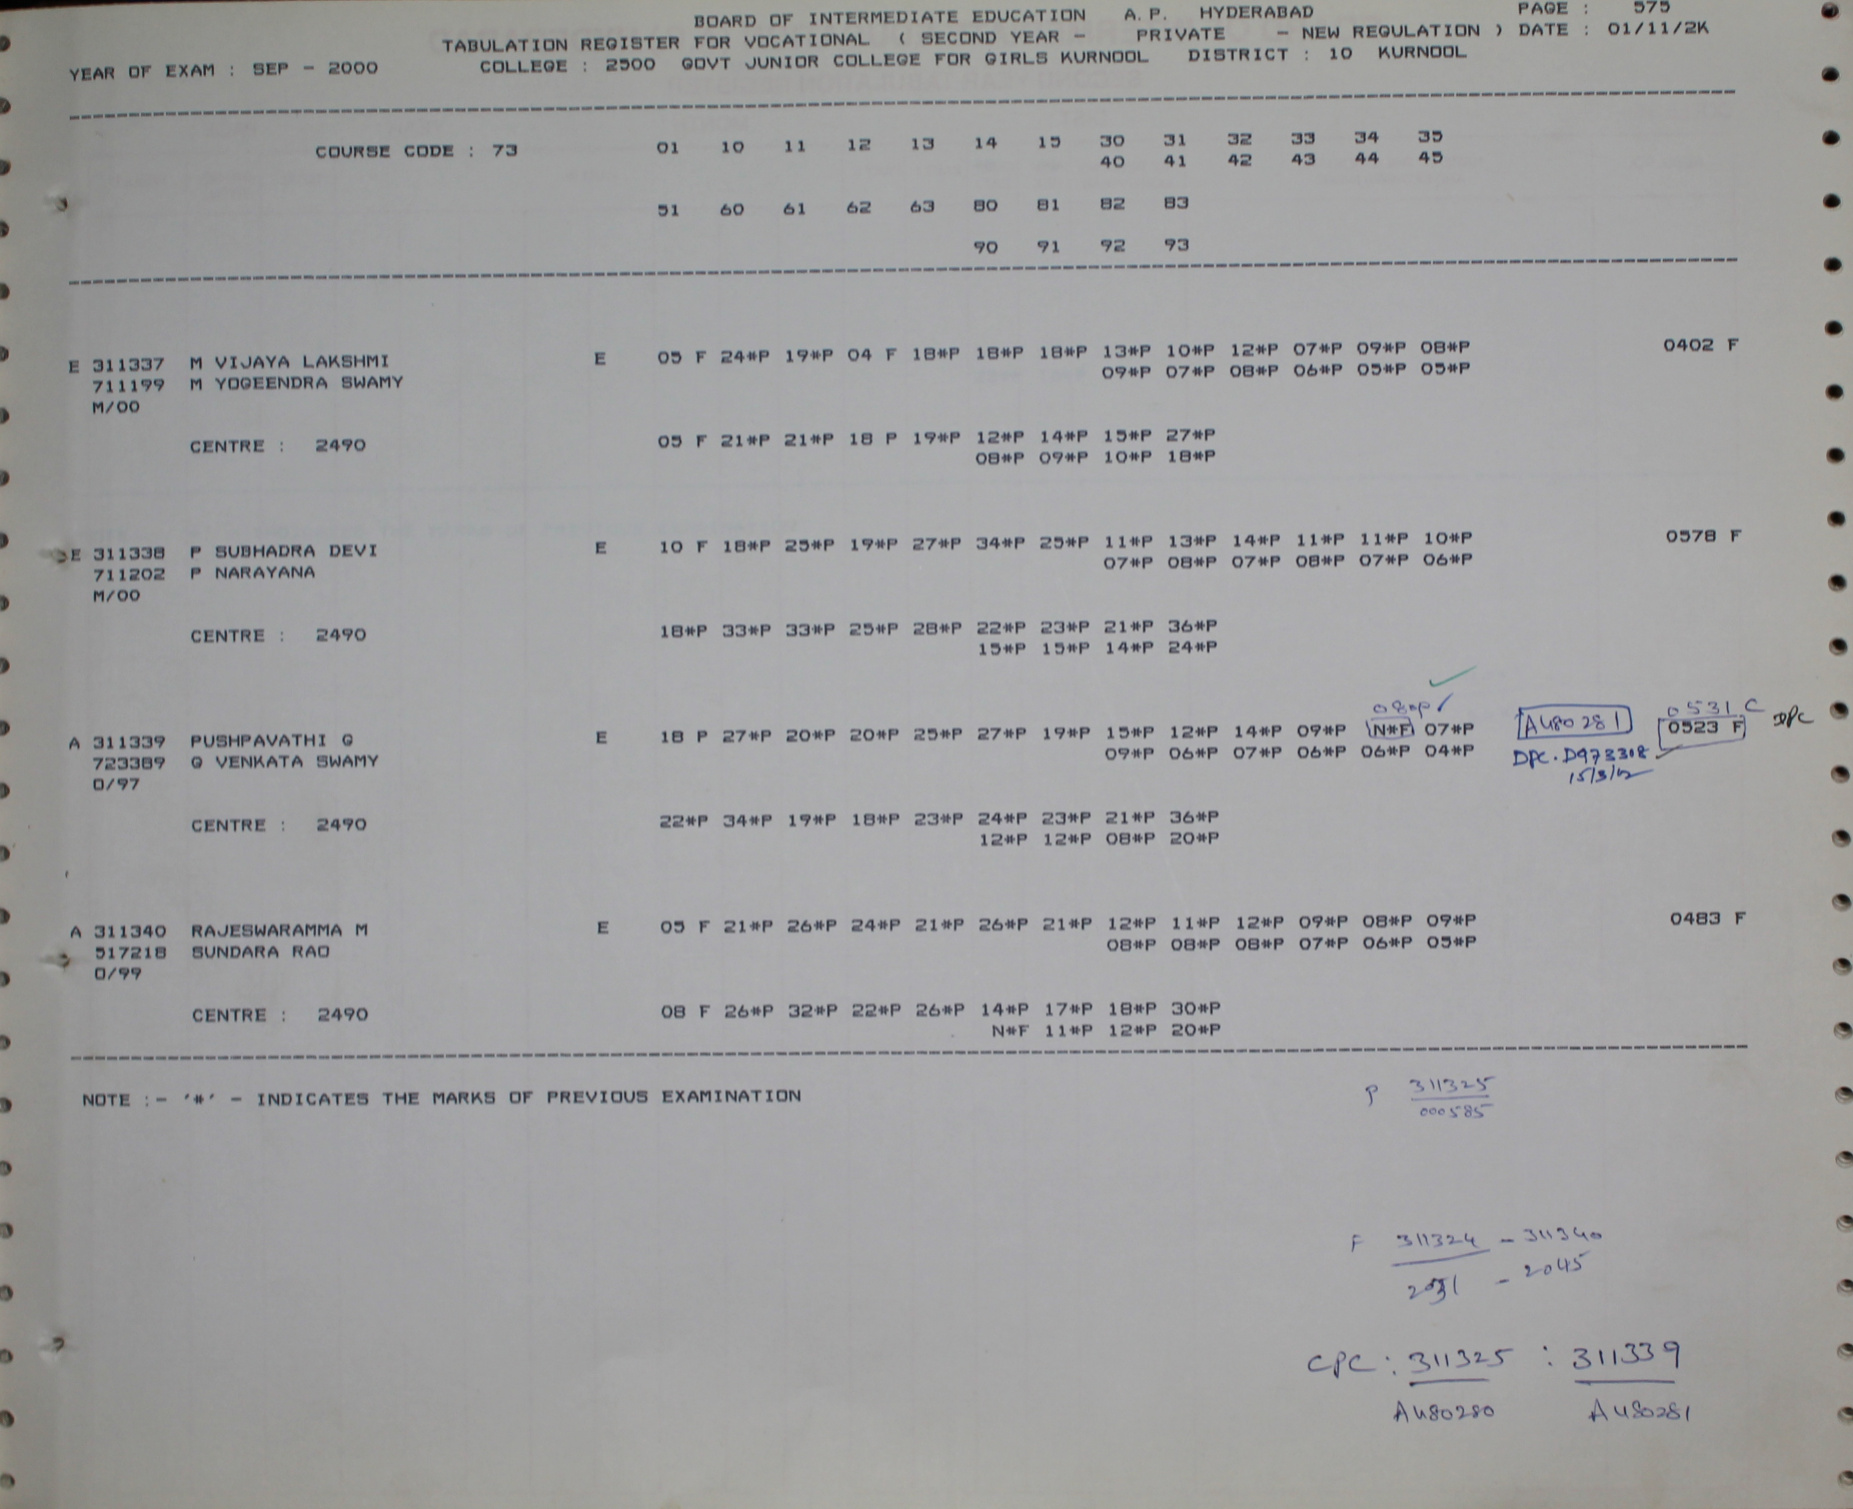 BOARD OF INTERMEDIATE EDUCATION A.P. HYDERABAD PAGE : 575
TABULATION REGISTER FOR VOCATIONAL ( SECOND YEAR - PRIVATE - NEW REGULATION ) DATE : 01/11/2K
YEAR OF EXAM : SEP - 2000 COLLEGE : 2500 GOVT JUNIOR COLLEGE FOR GIRLS KURNOOL DISTRICT : 10 KURNOOL
COURSE CODE : 73 01 10 11 12 13 14 15 30 31 32 33 34 35
40 41 42 43 44 45
51 60 61 62 63 80 81 82 83
90 91 92 93
E 311337 M VIJAYA LAKSHMI E 05 F 24*P 19*P 04 F 18*P 18*P 18*P 13*P 10*P 12*P 07*P 09*P 08*P 0402 F
711199 M YOGEENDRA SWAMY 09*P 07*P 08*P 06*P 05*P 05*P
M/00
CENTRE : 2490 05 F 21*P 21*P 18 P 19*P 12*P 14*P 15*P 27*P
08*P 09*P 10*P 18*P
E 311338 P SUBHADRA DEVI E 10 F 18*P 25*P 19*P 27*P 34*P 25*P 11*P 13*P 14*P 11*P 11*P 10*P 0578 F
711202 P NARAYANA 07*P 08*P 07*P 08*P 07*P 06*P
M/00
CENTRE : 2490 18*P 33*P 33*P 25*P 28*P 22*P 23*P 21*P 36*P
15*P 15*P 14*P 24*P
08*P 0531 C
A 311339 PUSHPAVATHI G E 18 P 27*P 20*P 20*P 25*P 27*P 19*P 15*P 12*P 14*P 09*P N*F 07*P A480281 0523 F DPC
723389 G VENKATA SWAMY 09*P 06*P 07*P 06*P 06*P 04*P DPC. D973308
O/97 15/3/12
CENTRE : 2490 22*P 34*P 19*P 18*P 23*P 24*P 23*P 21*P 36*P
12*P 12*P 08*P 20*P
A 311340 RAJESWARAMMA M E 05 F 21*P 26*P 24*P 21*P 26*P 21*P 12*P 11*P 12*P 09*P 08*P 09*P 0483 F
517218 SUNDARA RAO 08*P 08*P 08*P 07*P 06*P 05*P
O/99
CENTRE : 2490 08 F 26*P 32*P 22*P 26*P 14*P 17*P 18*P 30*P
N*F 11*P 12*P 20*P
NOTE :- '*' - INDICATES THE MARKS OF PREVIOUS EXAMINATION
P 311325
000585
F 311324 - 311340
2031 - 2045
CPC : 311325 : 311339
A480280 A480281